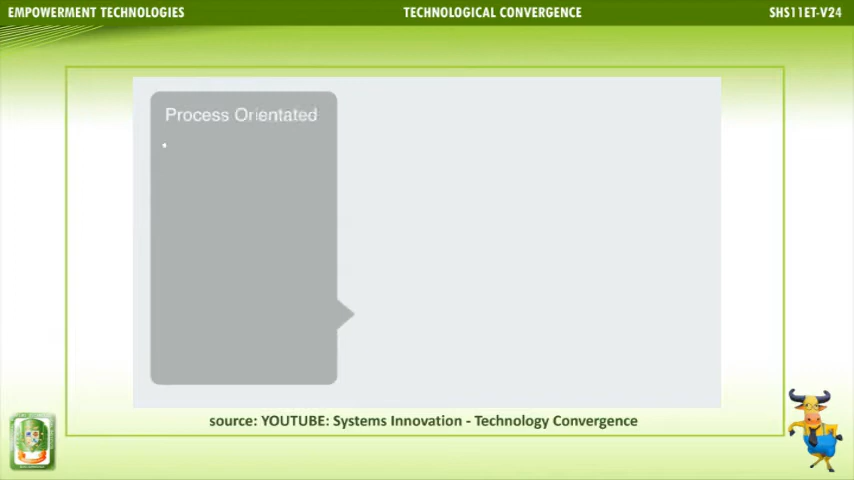 EMPOWERMENT TECHNOLOGIES
TECHNOLOGICAL CONVERGENCE
SHS11ET-V24
Process Orientated
source: YOUTUBE: Systems Innovation - Technology Convergence